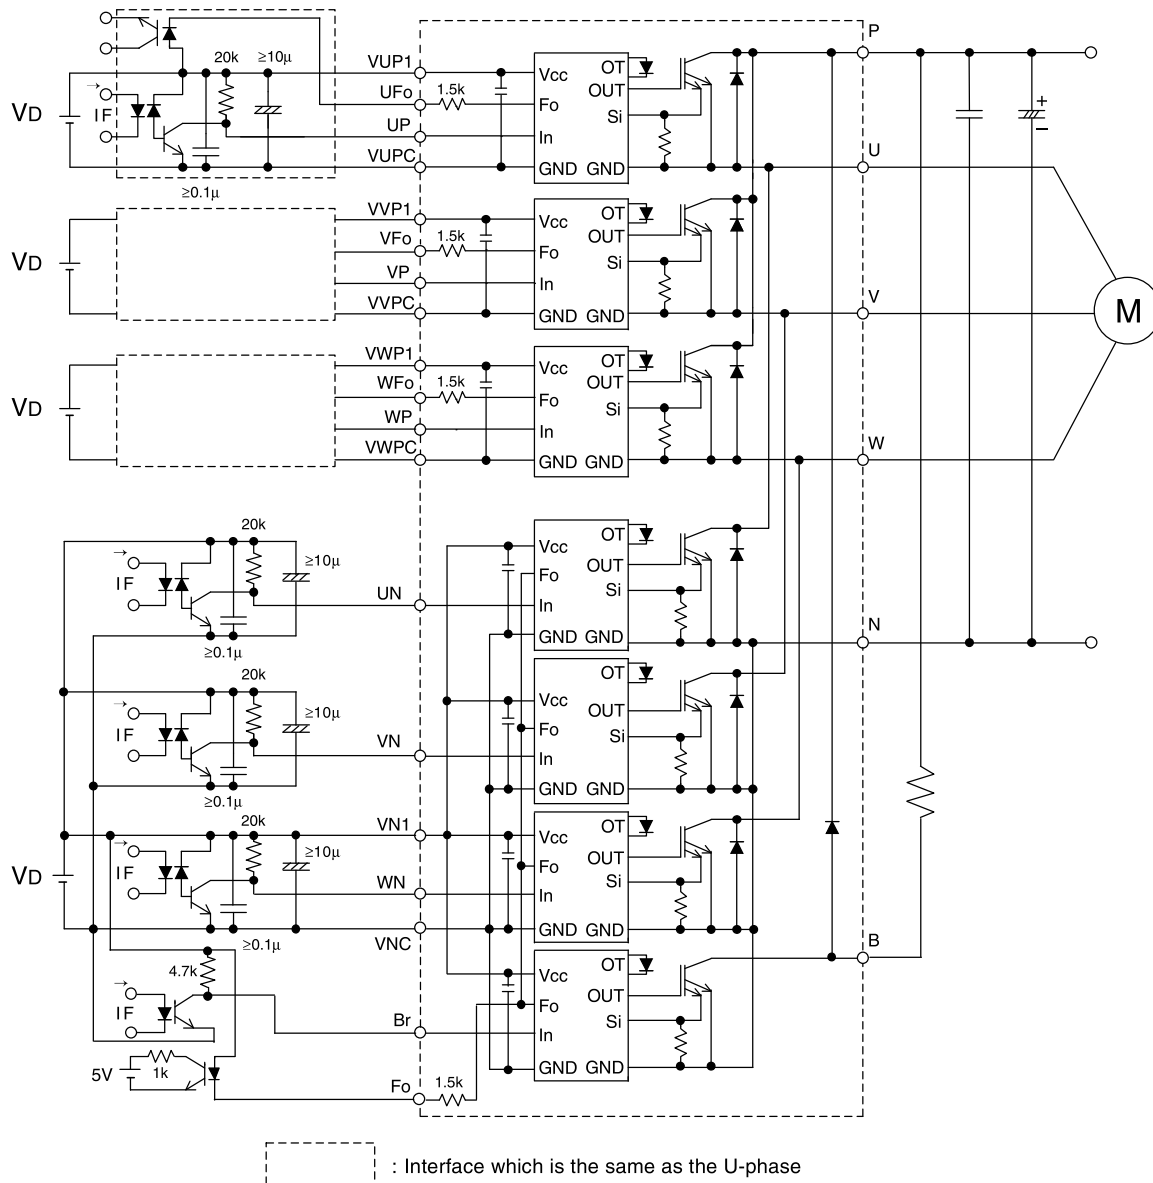 P
20k
≥10μ
VUP1
OT
Vcc
UFo
1.5k
OUT
VD
→
IF
Fo
Si
UP
In
U
VUPC
GND GND
≥0.1μ
VVP1
OT
Vcc
VFo
1.5k
OUT
VD
Fo
Si
VP
In
V
VVPC
GND GND
M
VWP1
OT
Vcc
WFo
1.5k
OUT
VD
Fo
Si
WP
In
W
VWPC
GND GND
20k
→
≥10μ
OT
Vcc
IF
OUT
Fo
Si
UN
In
N
GND GND
≥0.1μ
20k
OT
→
≥10μ
Vcc
IF
OUT
Fo
Si
VN
In
GND GND
≥0.1μ
20k
VN1
OT
Vcc
→
≥10μ
IF
OUT
VD
Fo
Si
WN
In
GND GND
VNC
≥0.1μ
B
OT
4.7k
Vcc
→
OUT
IF
Fo
Si
Br
In
GND GND
5V
1k
Fo
1.5k
+
−
: Interface which is the same as the U-phase